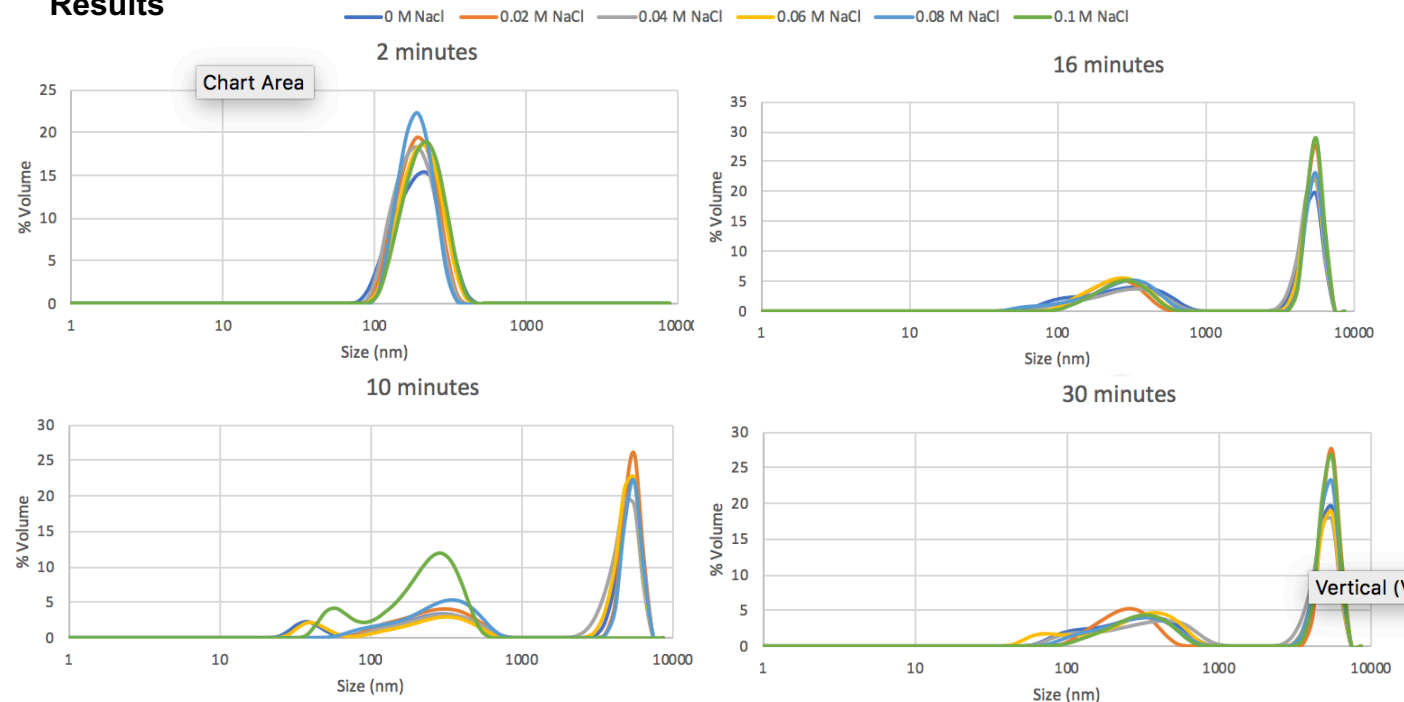 Results
0 M Nacl 0.02 M NaCl 0.04 M NaCl 0.06 M NaCl 0.08 M NaCl 0.1 M NaCl
2 minutes
Chart Area
25
20
15
10
5
0
% Volume
1 10 100 1000 10000
Size (nm)
16 minutes
35
30
25
20
15
10
5
0
% Volume
1 10 100 1000 10000
Size (nm)
10 minutes
30
25
20
15
10
5
0
% Volume
1 10 100 1000 10000
Size (nm)
30 minutes
30
25
20
15
10
5
0
% Volume
Vertical (V
1 10 100 1000 10000
Size (nm)